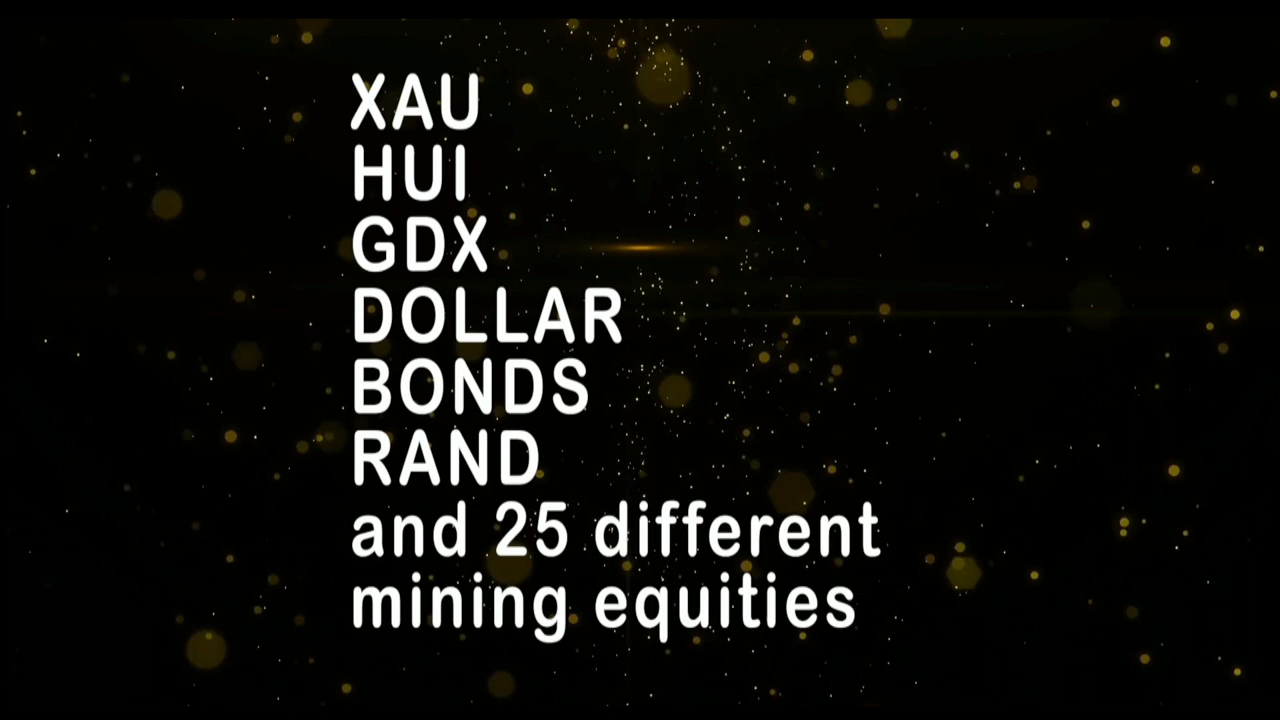 XAU
HUI
GDX
DOLLAR
BONDS
RAND
and 25 different
mining equities